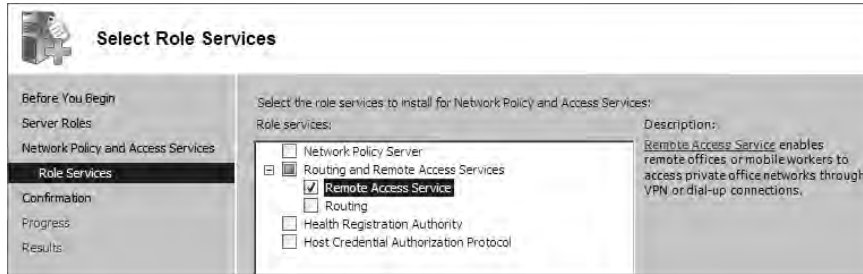 Select Role Services
Before You Begin
Server Roles
Network Policy and Access Services
Role Services
Confirmation
Progress
Results
Select the role services to install for Network Policy and Access Services:
Role services:
Network Policy Server
Routing and Remote Access Services
Remote Access Service
Routing
Health Registration Authority
Host Credential Authorization Protocol
Description:
Remote Access Service enables
remote offices or mobile workers to
access private office networks through
VPN or dial-up connections.